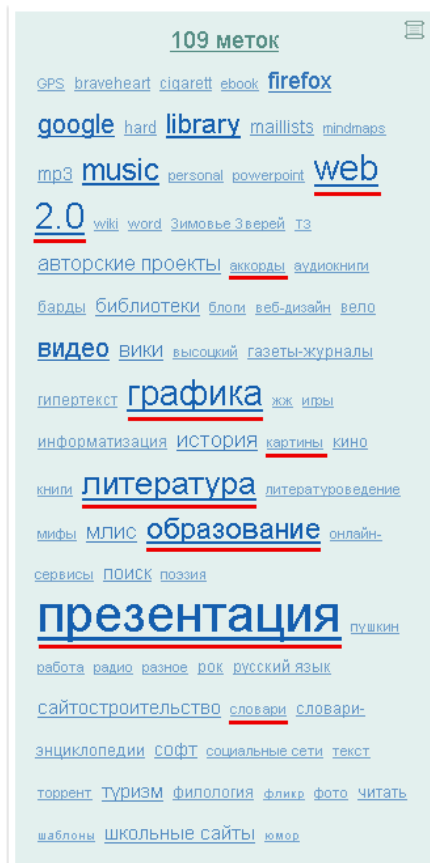 109 меток
GPS braveheart cigarett ebook firefox
google hard library maillists mindmaps
mp3 music personal powerpoint web
2.0 wiki word Зимовье Зверей ТЗ
авторские проекты аккорды аудиокниги
барды библиотеки блоги веб-дизайн вело
видео вики высоцкий газеты-журналы
гипертекст графика жж игры
информатизация история картины кино
книги литература литературоведение
мифы МЛИС образование онлайн-
сервисы поиск поэзия
презентация пушкин
работа радио разное рок русский язык
сайтостроительство словари словари-
энциклопедии софт социальные сети текст
торрент туризм филология фликр фото читать
шаблоны школьные сайты юмор